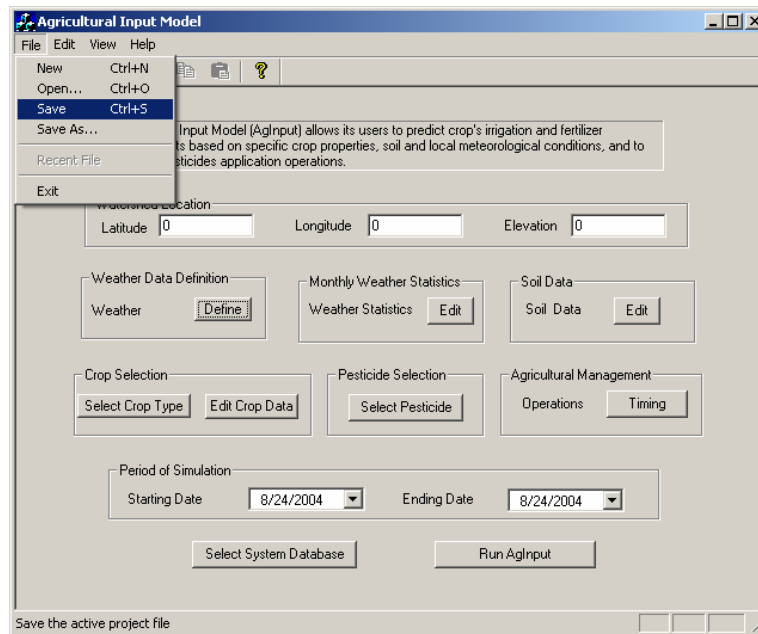 Agricultural Input Model
File Edit View Help
New Ctrl+N
Open... Ctrl+O
Save Ctrl+S
Save As...
Recent File
Exit
Input Model (AgInput) allows its users to predict crop's irrigation and fertilizer
ts based on specific crop properties, soil and local meteorological conditions, and to
sticides application operations.
Watershed Location
Latitude 0 Longitude 0 Elevation 0
Weather Data Definition Monthly Weather Statistics Soil Data
Weather Define Weather Statistics Edit Soil Data Edit
Crop Selection Pesticide Selection Agricultural Management
Select Crop Type Edit Crop Data Select Pesticide Operations Timing
Period of Simulation
Starting Date 8/24/2004 Ending Date 8/24/2004
Select System Database Run AgInput
Save the active project file